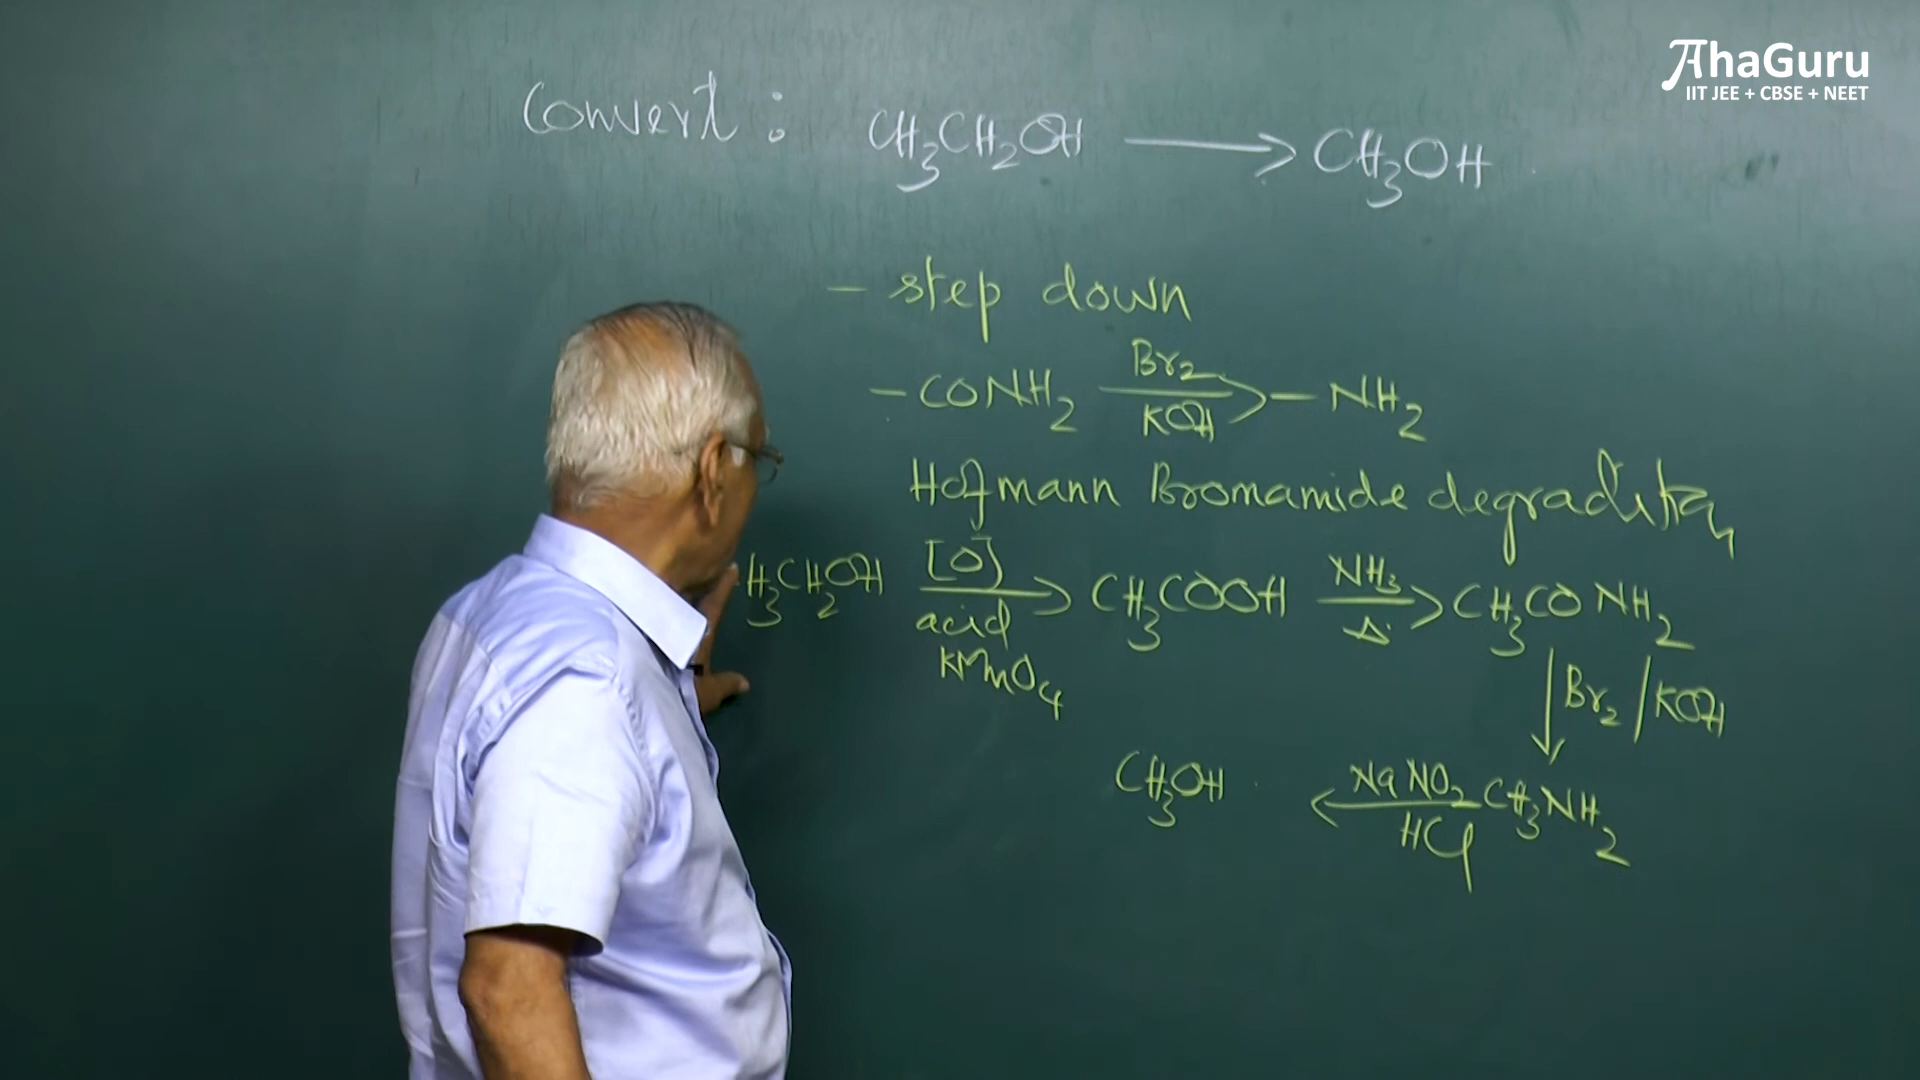 AhaGuru
IIT JEE + CBSE + NEET
Convert : CH₃CH₂OH ⟶ CH₃OH
- step down
- CONH₂ Br₂ / KOH ⟶ - NH₂
Hofmann Bromamide degradation
H₃CH₂OH [O] ⟶ CH₃COOH NH₃ ⟶ CH₃CONH₂
acid Δ
KMnO₄
↓ Br₂ / KOH
CH₃OH ⟵ NaNO₂ CH₃NH₂
HCl